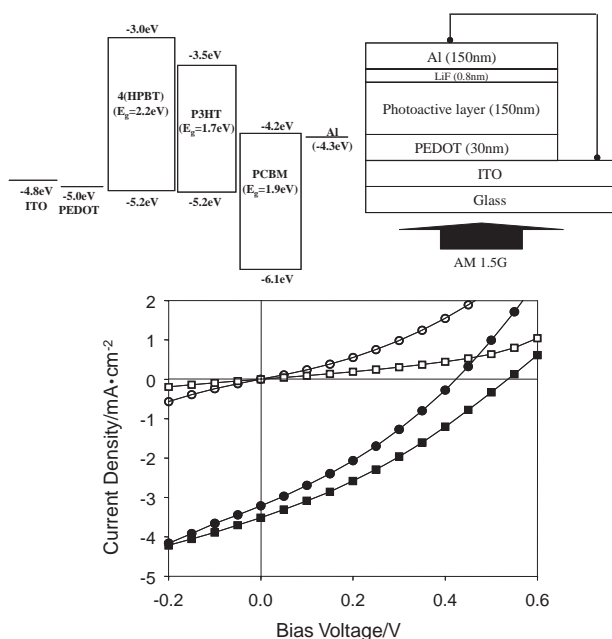 -3.0eV
4(HPBT)
(Eg=2.2eV)
-5.2eV
-3.5eV
P3HT
(Eg=1.7eV)
-5.2eV
-4.2eV
PCBM
(Eg=1.9eV)
-6.1eV
Al
(-4.3eV)
-4.8eV
ITO
-5.0eV
PEDOT
Al (150nm)
LiF (0.8nm)
Photoactive layer (150nm)
PEDOT (30nm)
ITO
Glass
AM 1.5G
Current Density/mA•cm-2
2
1
0
-1
-2
-3
-4
-5
-0.2
0.0
0.2
0.4
0.6
Bias Voltage/V